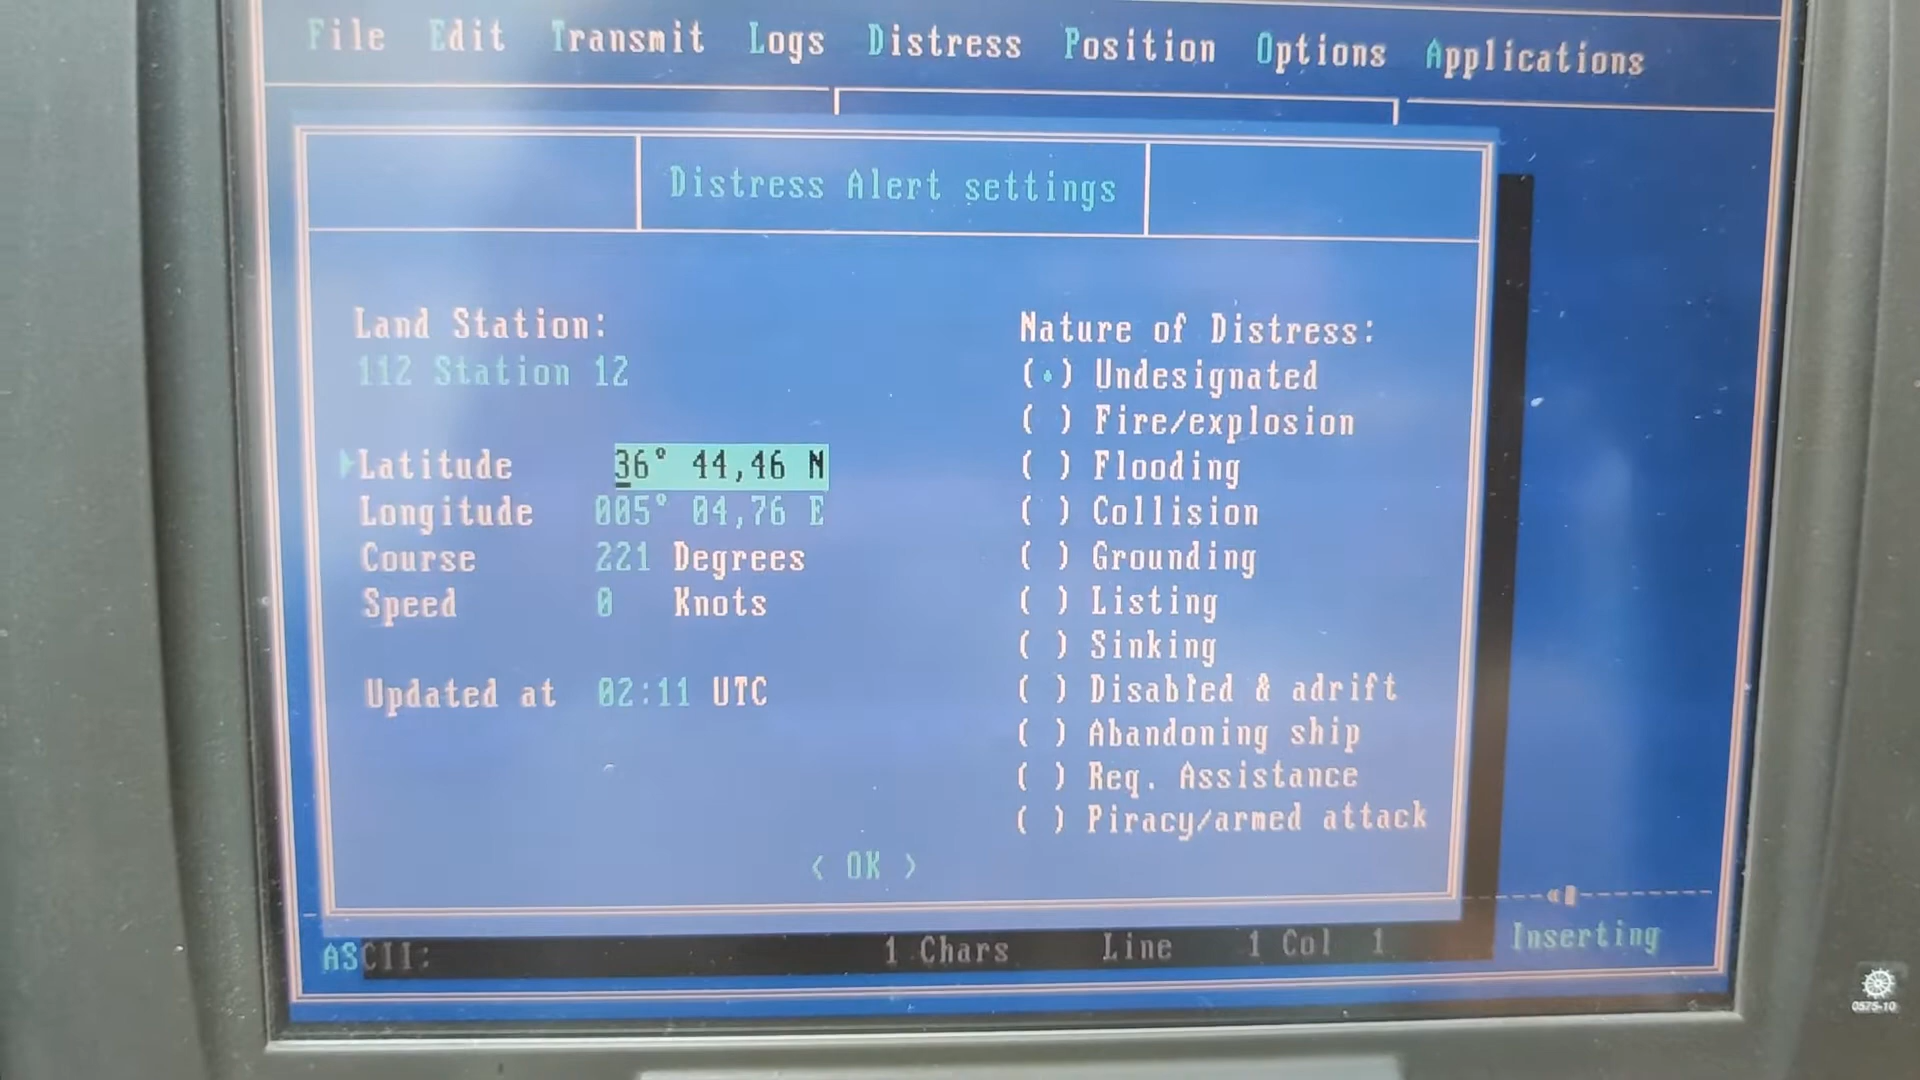 File Edit Transmit Logs Distress Position Options Applications
Distress Alert settings
Land Station:
112 Station 12
Latitude 36° 44,46 N
Longitude 005° 04,76 E
Course 221 Degrees
Speed 0 Knots
Updated at 02:11 UTC
Nature of Distress:
(•) Undesignated
( ) Fire/explosion
( ) Flooding
( ) Collision
( ) Grounding
( ) Listing
( ) Sinking
( ) Disabled & adrift
( ) Abandoning ship
( ) Req. Assistance
( ) Piracy/armed attack
< OK >
ASCII: 1 Chars Line 1 Col 1 Inserting
0575-10